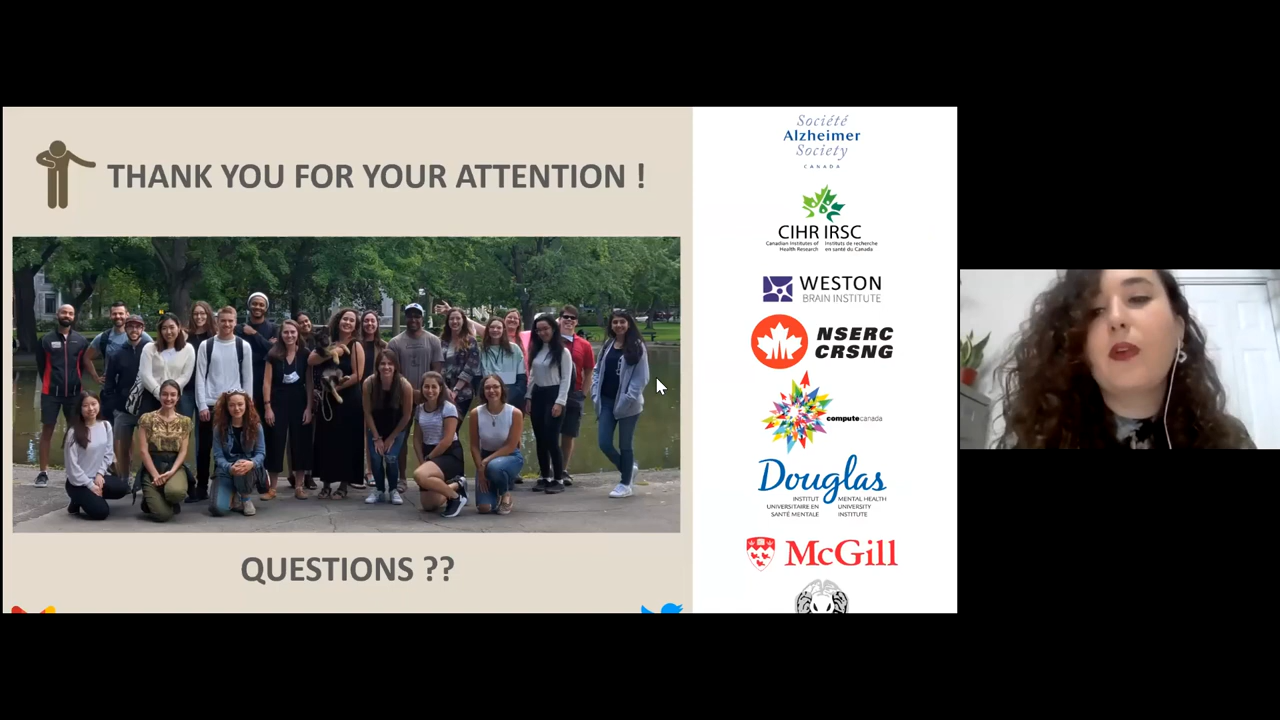 THANK YOU FOR YOUR ATTENTION !
QUESTIONS ??
Société
Alzheimer
Society
CANADA
CIHR IRSC
Canadian Institutes of Health Research
Instituts de recherche en santé du Canada
WESTON
BRAIN INSTITUTE
NSERC
CRSNG
computecanada
Douglas
INSTITUT
UNIVERSITAIRE EN
SANTÉ MENTALE
MENTAL HEALTH
UNIVERSITY
INSTITUTE
McGill